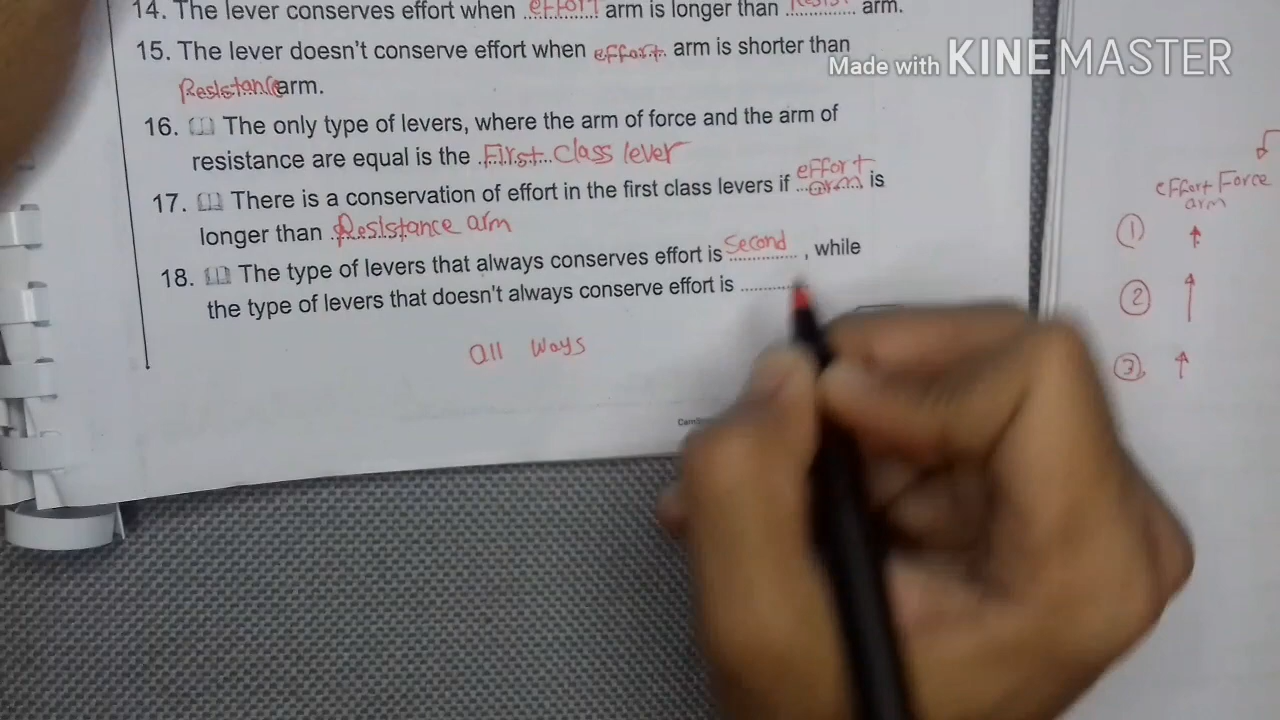 14. The lever conserves effort when effort arm is longer than Resist arm.
15. The lever doesn't conserve effort when effort arm is shorter than
Resistance arm.
16. The only type of levers, where the arm of force and the arm of
resistance are equal is the First class lever
17. There is a conservation of effort in the first class levers if effort arm is
longer than Resistance arm
18. The type of levers that always conserves effort is second, while
the type of levers that doesn't always conserve effort is ............
all ways
Made with KINEMASTER
effort Force
arm
1
2
3